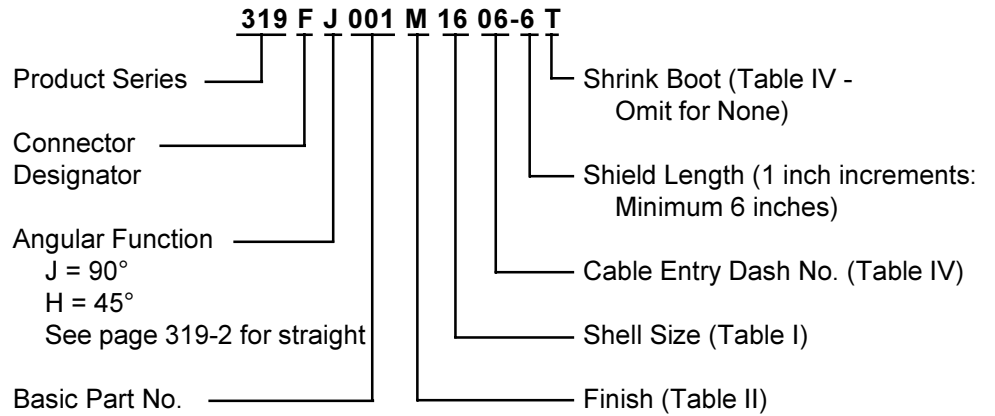 319 F J 001 M 16 06-6 T
Product Series
Connector
Designator
Angular Function
J = 90°
H = 45°
See page 319-2 for straight
Basic Part No.
Shrink Boot (Table IV -
Omit for None)
Shield Length (1 inch increments:
Minimum 6 inches)
Cable Entry Dash No. (Table IV)
Shell Size (Table I)
Finish (Table II)